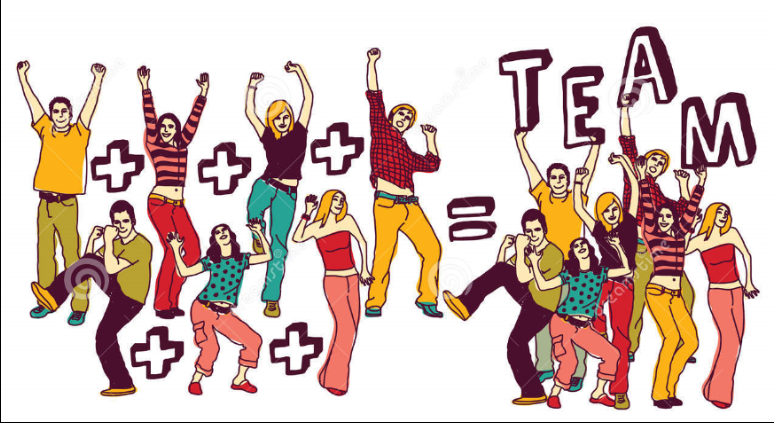 + + +
= TEAM
+ +